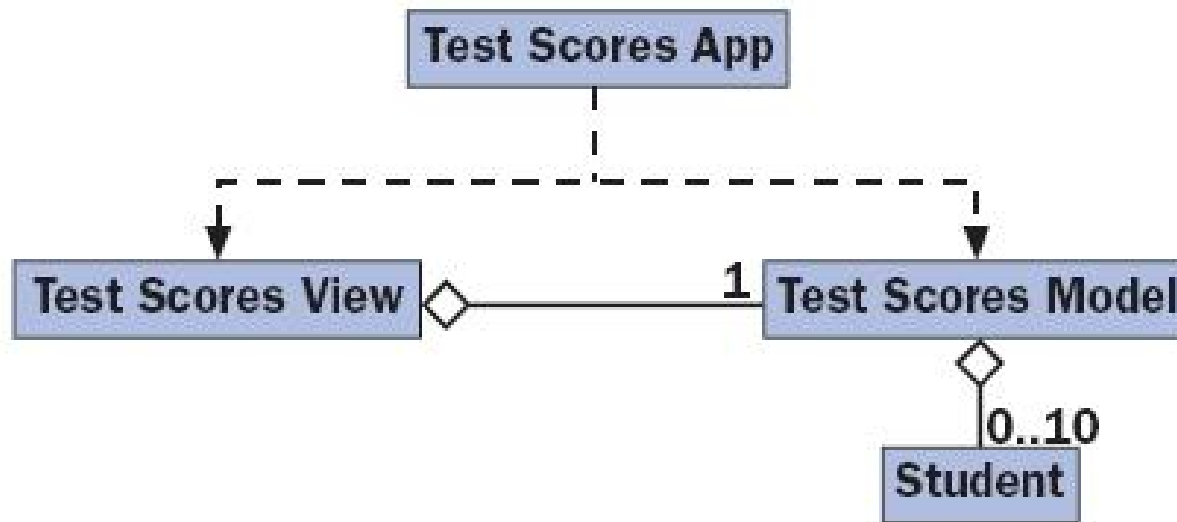 Test Scores App
Test Scores View
1
Test Scores Model
0..10
Student